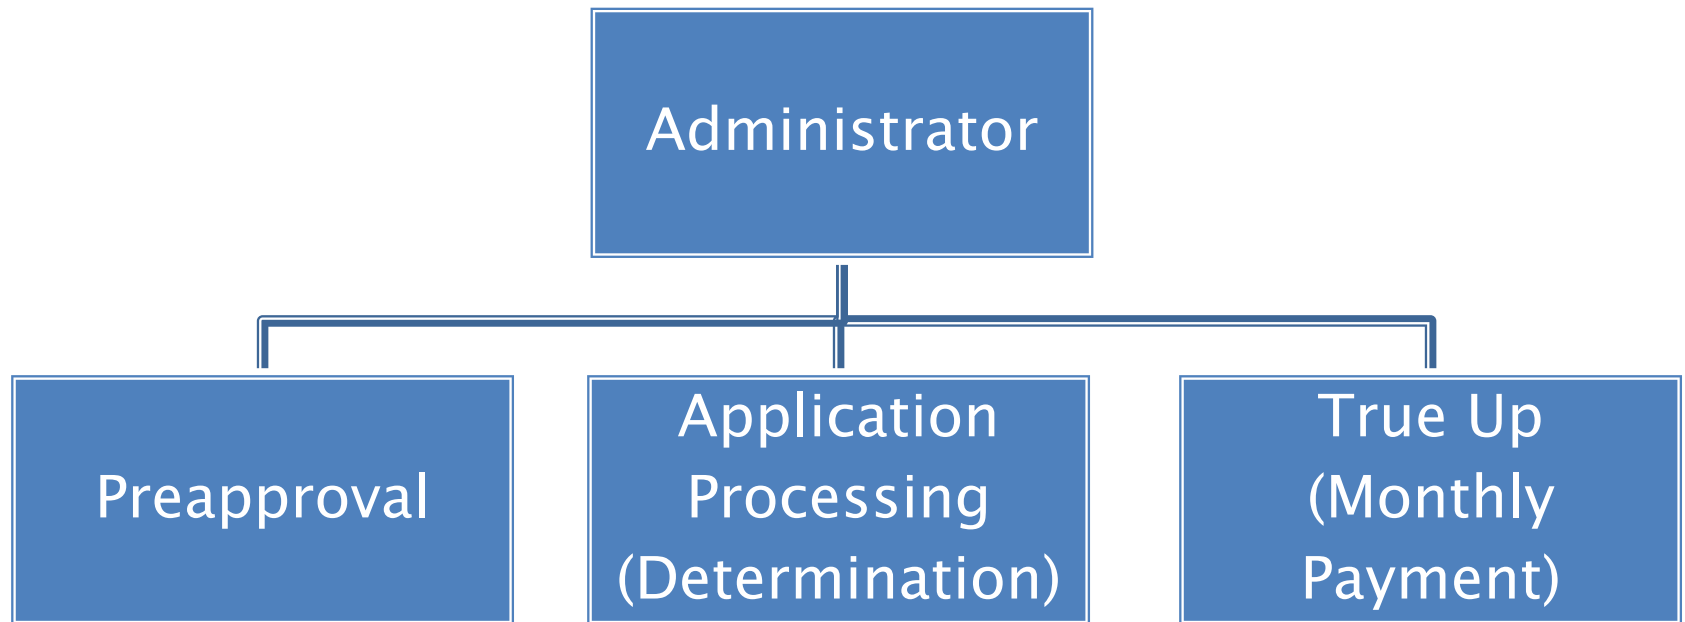 Administrator
Preapproval
Application
Processing
(Determination)
True Up
(Monthly
Payment)